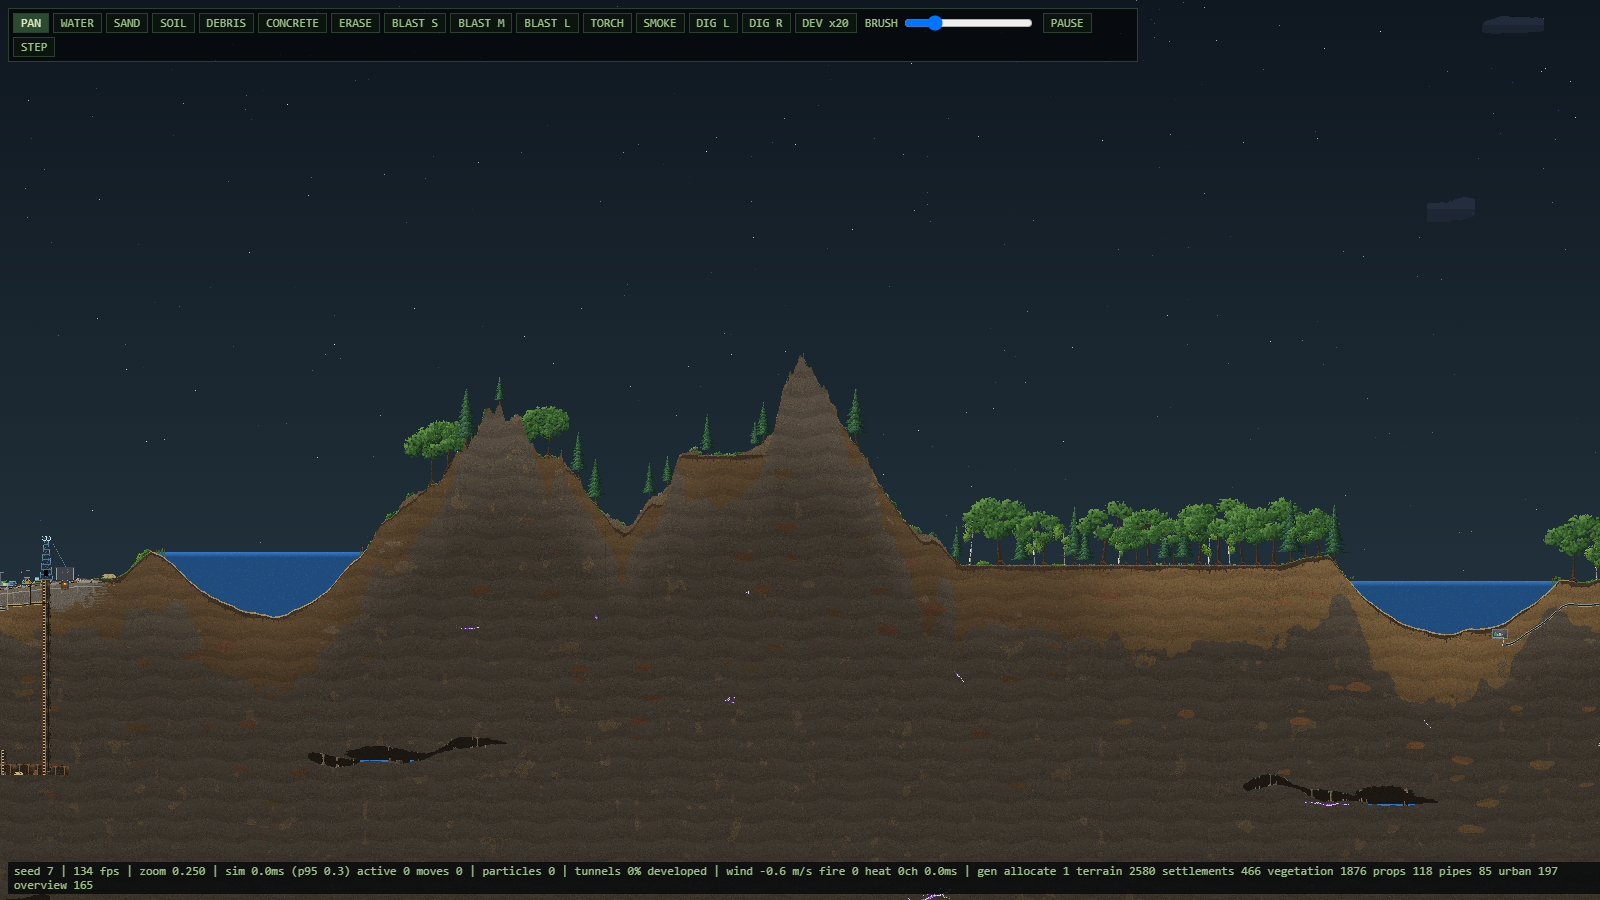 PAN WATER SAND SOIL DEBRIS CONCRETE ERASE BLAST S BLAST M BLAST L TORCH SMOKE DIG L DIG R DEV x20 BRUSH PAUSE
STEP
seed 7 | 134 fps | zoom 0.250 | sim 0.0ms (p95 0.3) active 0 moves 0 | particles 0 | tunnels 0% developed | wind -0.6 m/s fire 0 heat 0ch 0.0ms | gen allocate 1 terrain 2580 settlements 466 vegetation 1876 props 118 pipes 85 urban 197
overview 165